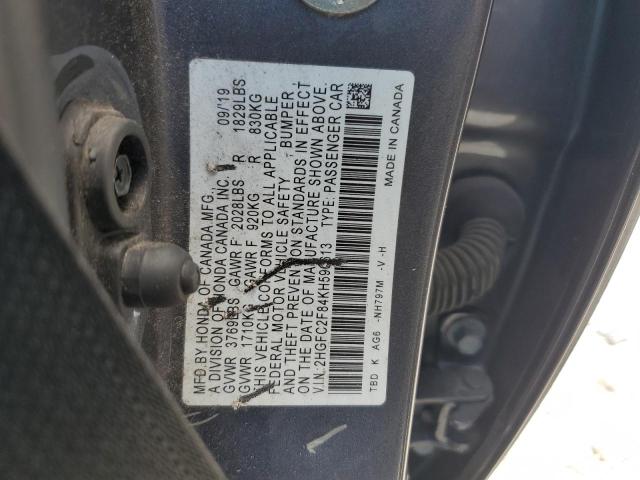 MFD.BY HONDA OF CANADA MFG., 09/19
A DIVISION OF HONDA CANADA INC.
GVWR 3769LBS GAWR F 2028LBS R 1829LBS
GVWR 1710KG GAWR F 920KG R 830KG
THIS VEHICLE CONFORMS TO ALL APPLICABLE
FEDERAL MOTOR VEHICLE SAFETY BUMPER
AND THEFT PREVENTION STANDARDS IN EFFECT
ON THE DATE OF MANUFACTURE SHOWN ABOVE.
V.I.N.: TYPE: PASSENGER CAR
TBD K AG6 -NH797M -V -H MADE IN CANADA